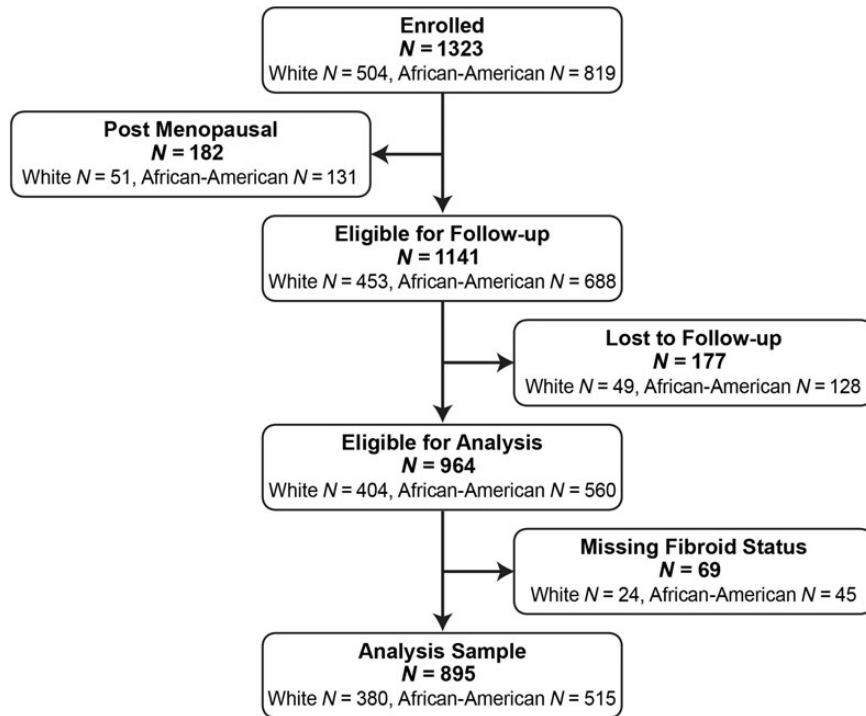 Enrolled
N = 1323
White N = 504, African-American N = 819
Post Menopausal
N = 182
White N = 51, African-American N = 131
Eligible for Follow-up
N = 1141
White N = 453, African-American N = 688
Lost to Follow-up
N = 177
White N = 49, African-American N = 128
Eligible for Analysis
N = 964
White N = 404, African-American N = 560
Missing Fibroid Status
N = 69
White N = 24, African-American N = 45
Analysis Sample
N = 895
White N = 380, African-American N = 515